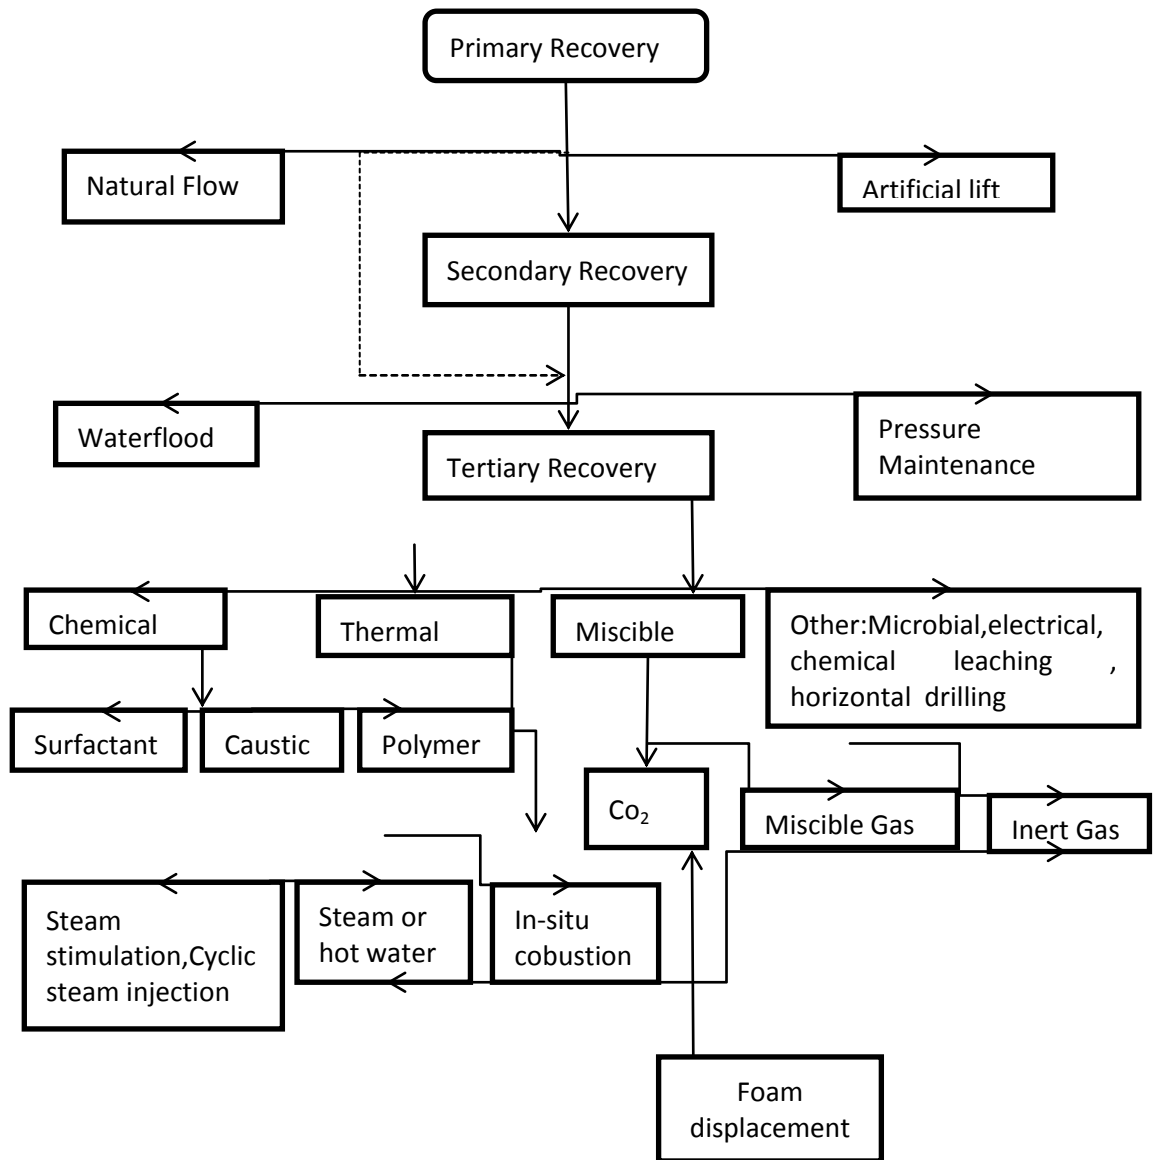 Primary Recovery
Natural Flow
Artificial lift
Secondary Recovery
Waterflood
Pressure
Maintenance
Tertiary Recovery
Chemical
Thermal
Miscible
Other:Microbial,electrical,
chemical leaching ,
horizontal drilling
Surfactant
Caustic
Polymer
Co₂
Miscible Gas
Inert Gas
Steam
stimulation,Cyclic
steam injection
Steam or
hot water
In-situ
cobustion
Foam
displacement